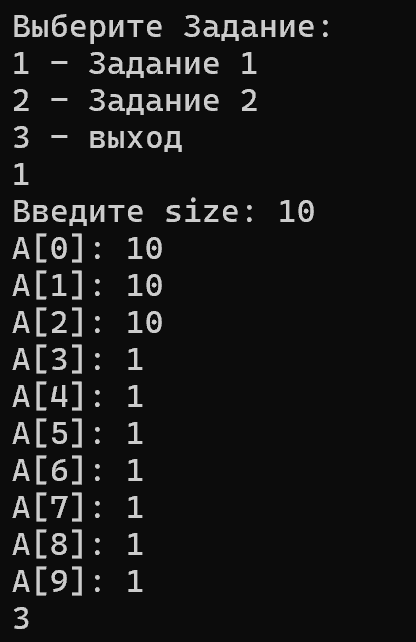 Выберите Задание:
1 - Задание 1
2 - Задание 2
3 - выход
1
Введите size: 10
A[0]: 10
A[1]: 10
A[2]: 10
A[3]: 1
A[4]: 1
A[5]: 1
A[6]: 1
A[7]: 1
A[8]: 1
A[9]: 1
3